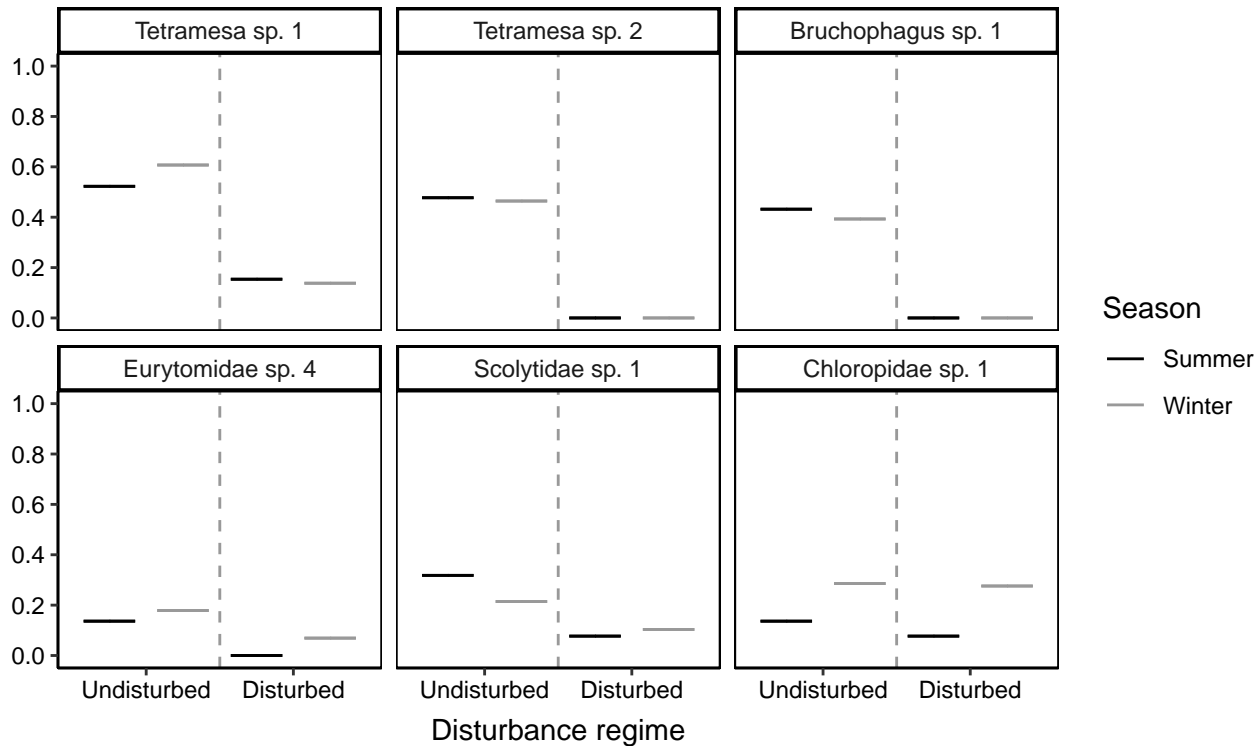 Tetramesa sp. 1 Tetramesa sp. 2 Bruchophagus sp. 1
1.0
0.8
0.6
0.4
0.2
0.0
Eurytomidae sp. 4 Scolytidae sp. 1 Chloropidae sp. 1
1.0
0.8
0.6
0.4
0.2
0.0
Undisturbed Disturbed Undisturbed Disturbed Undisturbed Disturbed
Disturbance regime
Season
Summer
Winter